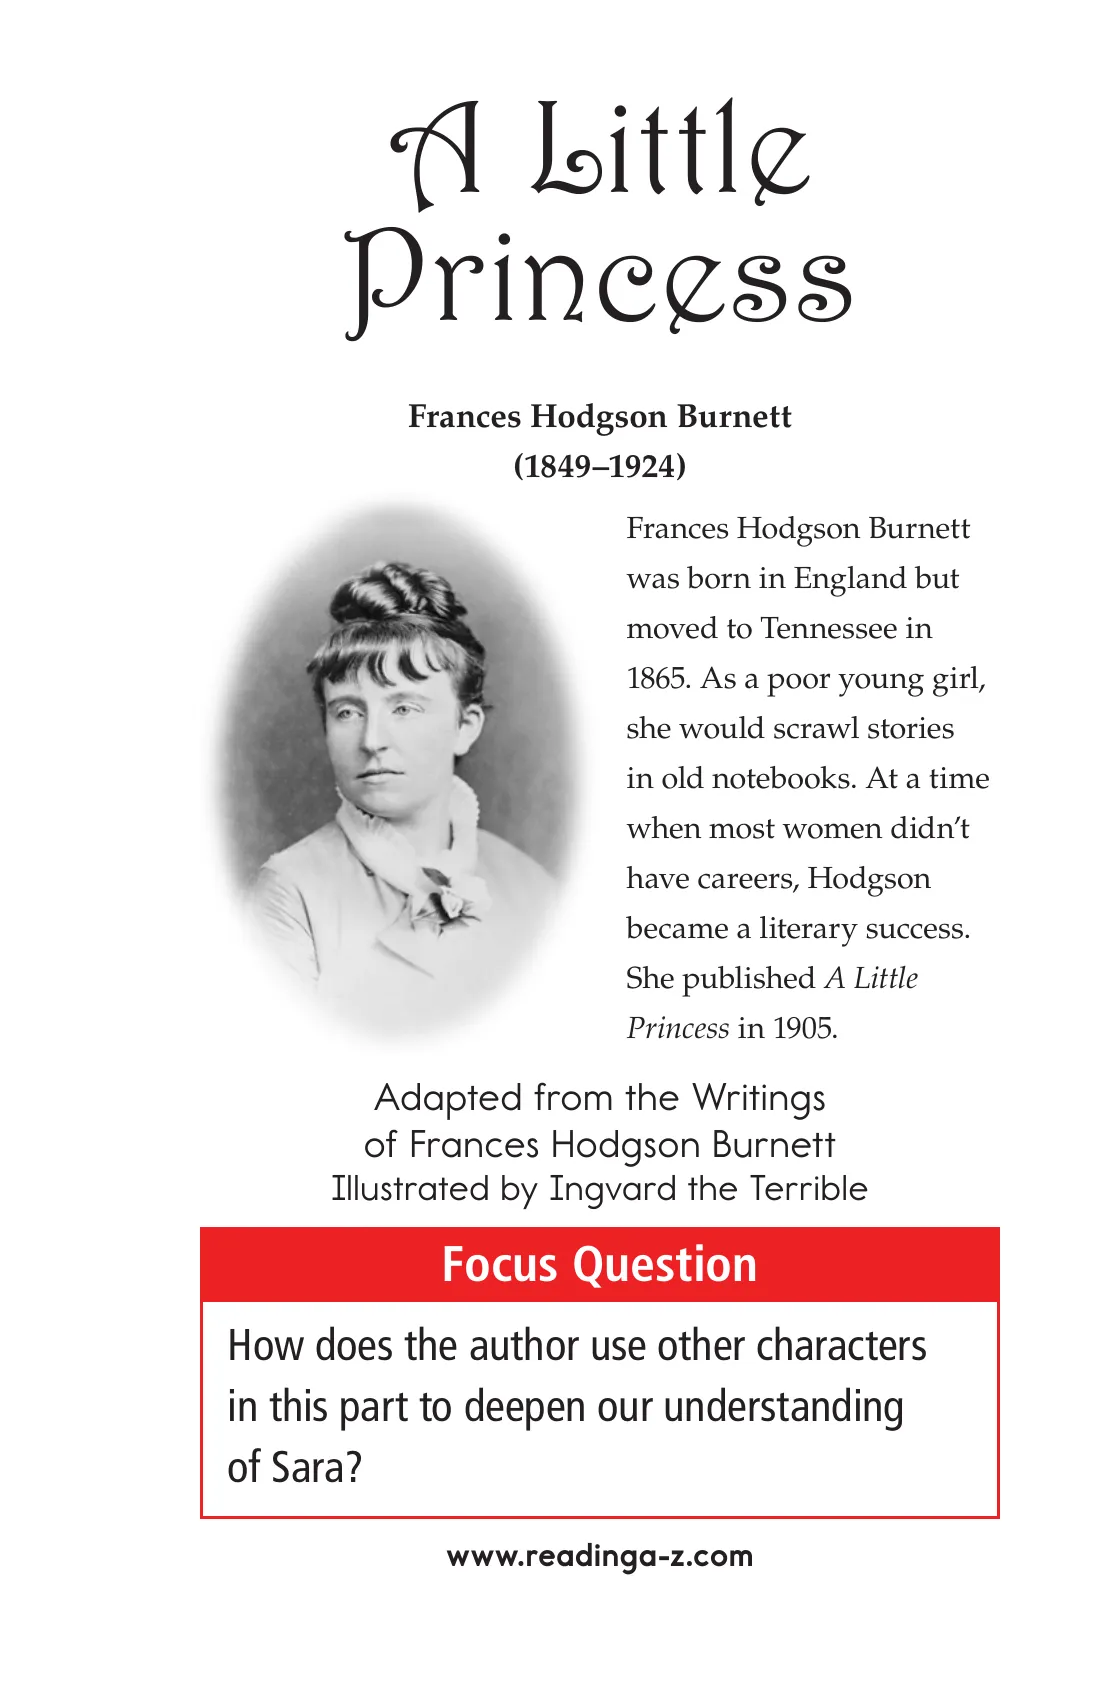 A Little
Princess
Frances Hodgson Burnett
(1849–1924)
Frances Hodgson Burnett
was born in England but
moved to Tennessee in
1865. As a poor young girl,
she would scrawl stories
in old notebooks. At a time
when most women didn’t
have careers, Hodgson
became a literary success.
She published A Little
Princess in 1905.
Adapted from the Writings
of Frances Hodgson Burnett
Illustrated by Ingvard the Terrible
Focus Question
How does the author use other characters
in this part to deepen our understanding
of Sara?
www.readinga-z.com